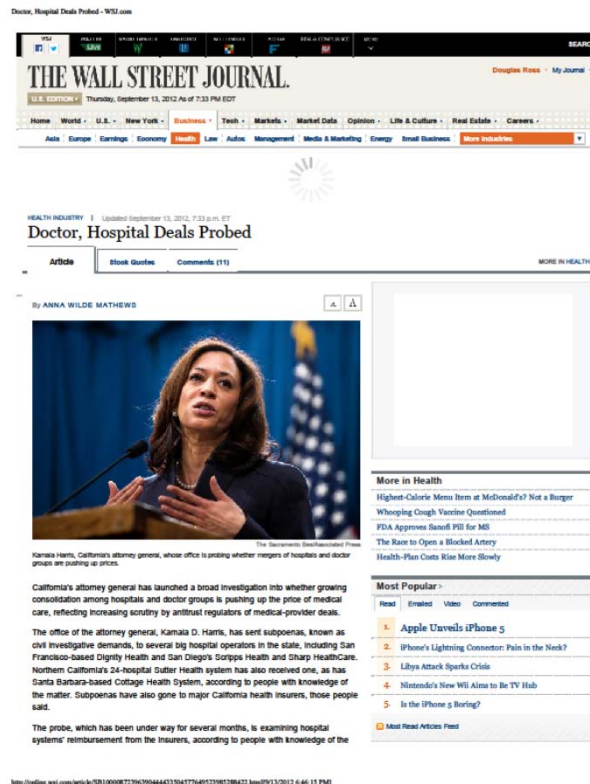 Doctor, Hospital Deals Probed - WSJ.com
WSJ
LIVE
SEARC
THE WALL STREET JOURNAL.
Douglas Ross - My Journal
U.S. EDITION Thursday, September 13, 2012 As of 7:33 PM EDT
Home World U.S. New York Business Tech Markets Market Data Opinion Life & Culture Real Estate Careers
Asia Europe Earnings Economy Health Law Autos Management Media & Marketing Energy Small Business More Industries
HEALTH INDUSTRY | Updated September 13, 2012, 7:33 p.m. ET
Doctor, Hospital Deals Probed
Article Stock Quotes Comments (11) MORE IN HEALTH
By ANNA WILDE MATHEWS
A A
The Sacramento Bee/Associated Press
Kamala Harris, California's attorney general, whose office is probing whether mergers of hospitals and doctor
groups are pushing up prices.
California's attorney general has launched a broad investigation into whether growing
consolidation among hospitals and doctor groups is pushing up the price of medical
care, reflecting increasing scrutiny by antitrust regulators of medical-provider deals.
The office of the attorney general, Kamala D. Harris, has sent subpoenas, known as
civil investigative demands, to several big hospital operators in the state, including San
Francisco-based Dignity Health and San Diego's Scripps Health and Sharp HealthCare.
Northern California's 24-hospital Sutter Health system has also received one, as has
Santa Barbara-based Cottage Health System, according to people with knowledge of
the matter. Subpoenas have also gone to major California health insurers, those people
said.
The probe, which has been under way for several months, is examining hospital
systems' reimbursement from the insurers, according to people with knowledge of the
More in Health
Highest-Calorie Menu Item at McDonald's? Not a Burger
Whooping Cough Vaccine Questioned
FDA Approves Sanofi Pill for MS
The Race to Open a Blocked Artery
Health-Plan Costs Rise More Slowly
Most Popular
Read Emailed Video Commented
1. Apple Unveils iPhone 5
2. iPhone's Lightning Connector: Pain in the Neck?
3. Libya Attack Sparks Crisis
4. Nintendo's New Wii Aims to Be TV Hub
5. Is the iPhone 5 Boring?
Most Read Articles Feed